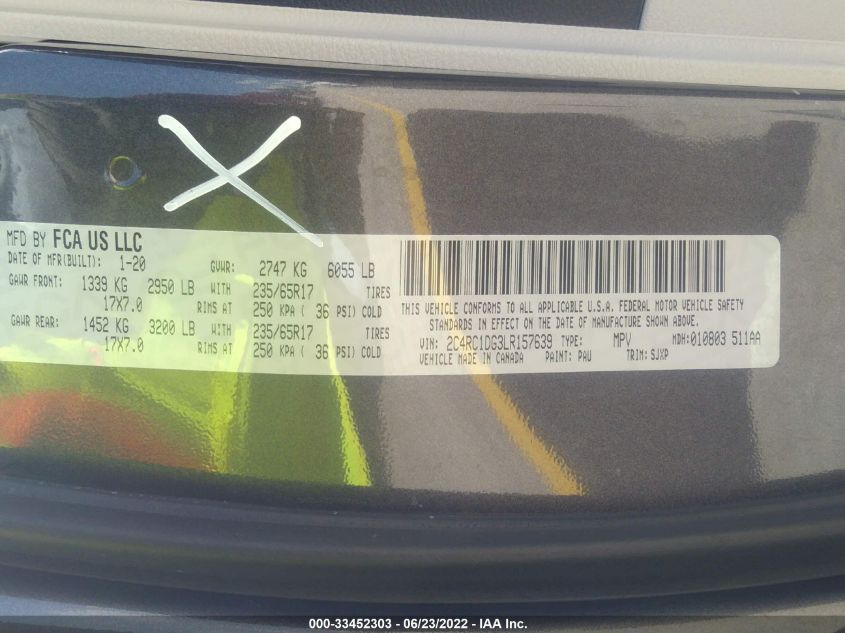 MFD BY FCA US LLC
DATE OF MFR(BUILT): 1-20 GVWR: 2747 KG 6055 LB
GAWR FRONT: 1339 KG 2950 LB WITH 235/65R17 TIRES
17X7.0 RIMS AT 250 KPA ( 36 PSI) COLD
GAWR REAR: 1452 KG 3200 LB WITH 235/65R17 TIRES
17X7.0 RIMS AT 250 KPA ( 36 PSI) COLD
THIS VEHICLE CONFORMS TO ALL APPLICABLE U.S.A. FEDERAL MOTOR VEHICLE SAFETY
STANDARDS IN EFFECT ON THE DATE OF MANUFACTURE SHOWN ABOVE.
VIN: 2C4RC1DG3LR157639 TYPE: MPV MDH:010803 511AA
VEHICLE MADE IN CANADA PAINT: PAU TRIM: SJXP
000-33452303 - 06/23/2022 - IAA Inc.